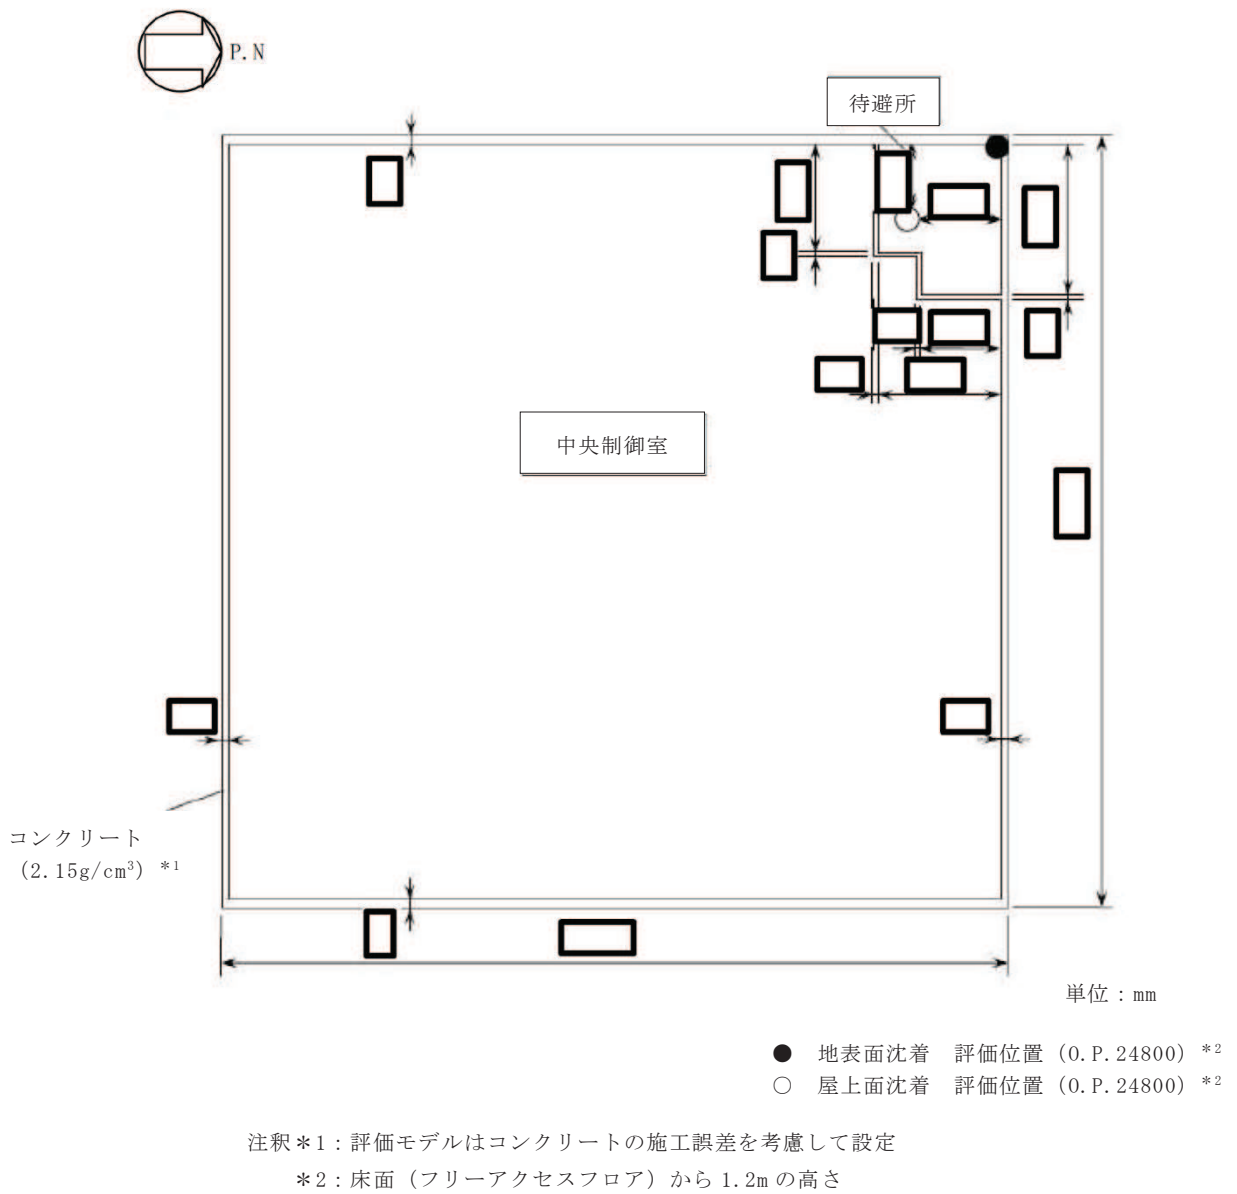 P.N
待避所
中央制御室
コンクリート
（2.15g/cm³）*1
単位：mm
● 地表面沈着　評価位置（O.P.24800）*2
○ 屋上面沈着　評価位置（O.P.24800）*2
注釈＊1：評価モデルはコンクリートの施工誤差を考慮して設定
＊2：床面（フリーアクセスフロア）から 1.2m の高さ